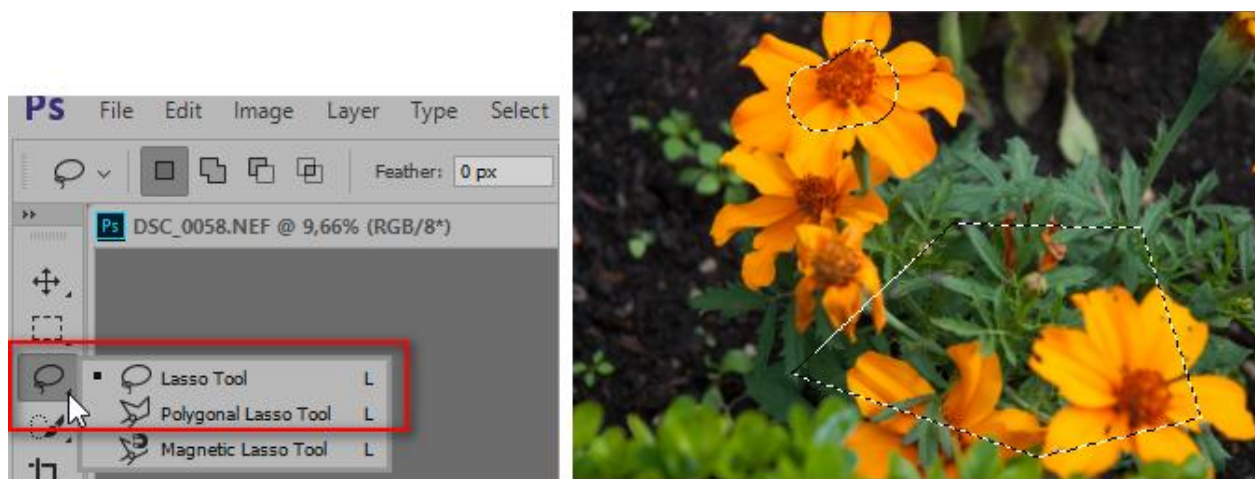 Ps File Edit Image Layer Type Select
Feather: 0 px
Ps DSC_0058.NEF @ 9,66% (RGB/8*)
Lasso Tool L
Polygonal Lasso Tool L
Magnetic Lasso Tool L